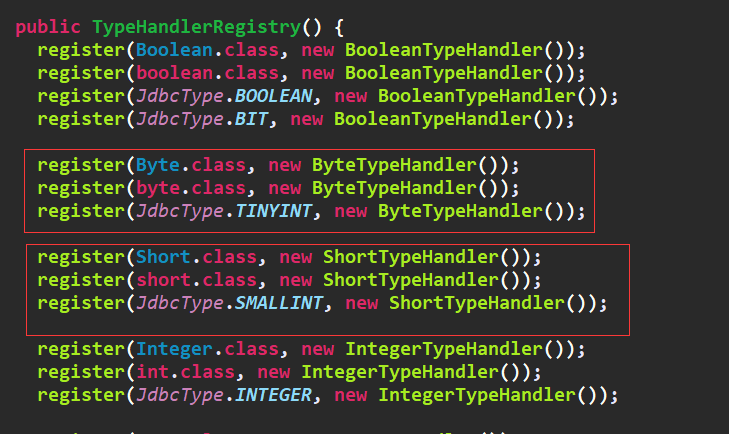 public TypeHandlerRegistry() {
register(Boolean.class, new BooleanTypeHandler());
register(boolean.class, new BooleanTypeHandler());
register(JdbcType.BOOLEAN, new BooleanTypeHandler());
register(JdbcType.BIT, new BooleanTypeHandler());
register(Byte.class, new ByteTypeHandler());
register(byte.class, new ByteTypeHandler());
register(JdbcType.TINYINT, new ByteTypeHandler());
register(Short.class, new ShortTypeHandler());
register(short.class, new ShortTypeHandler());
register(JdbcType.SMALLINT, new ShortTypeHandler());
register(Integer.class, new IntegerTypeHandler());
register(int.class, new IntegerTypeHandler());
register(JdbcType.INTEGER, new IntegerTypeHandler());